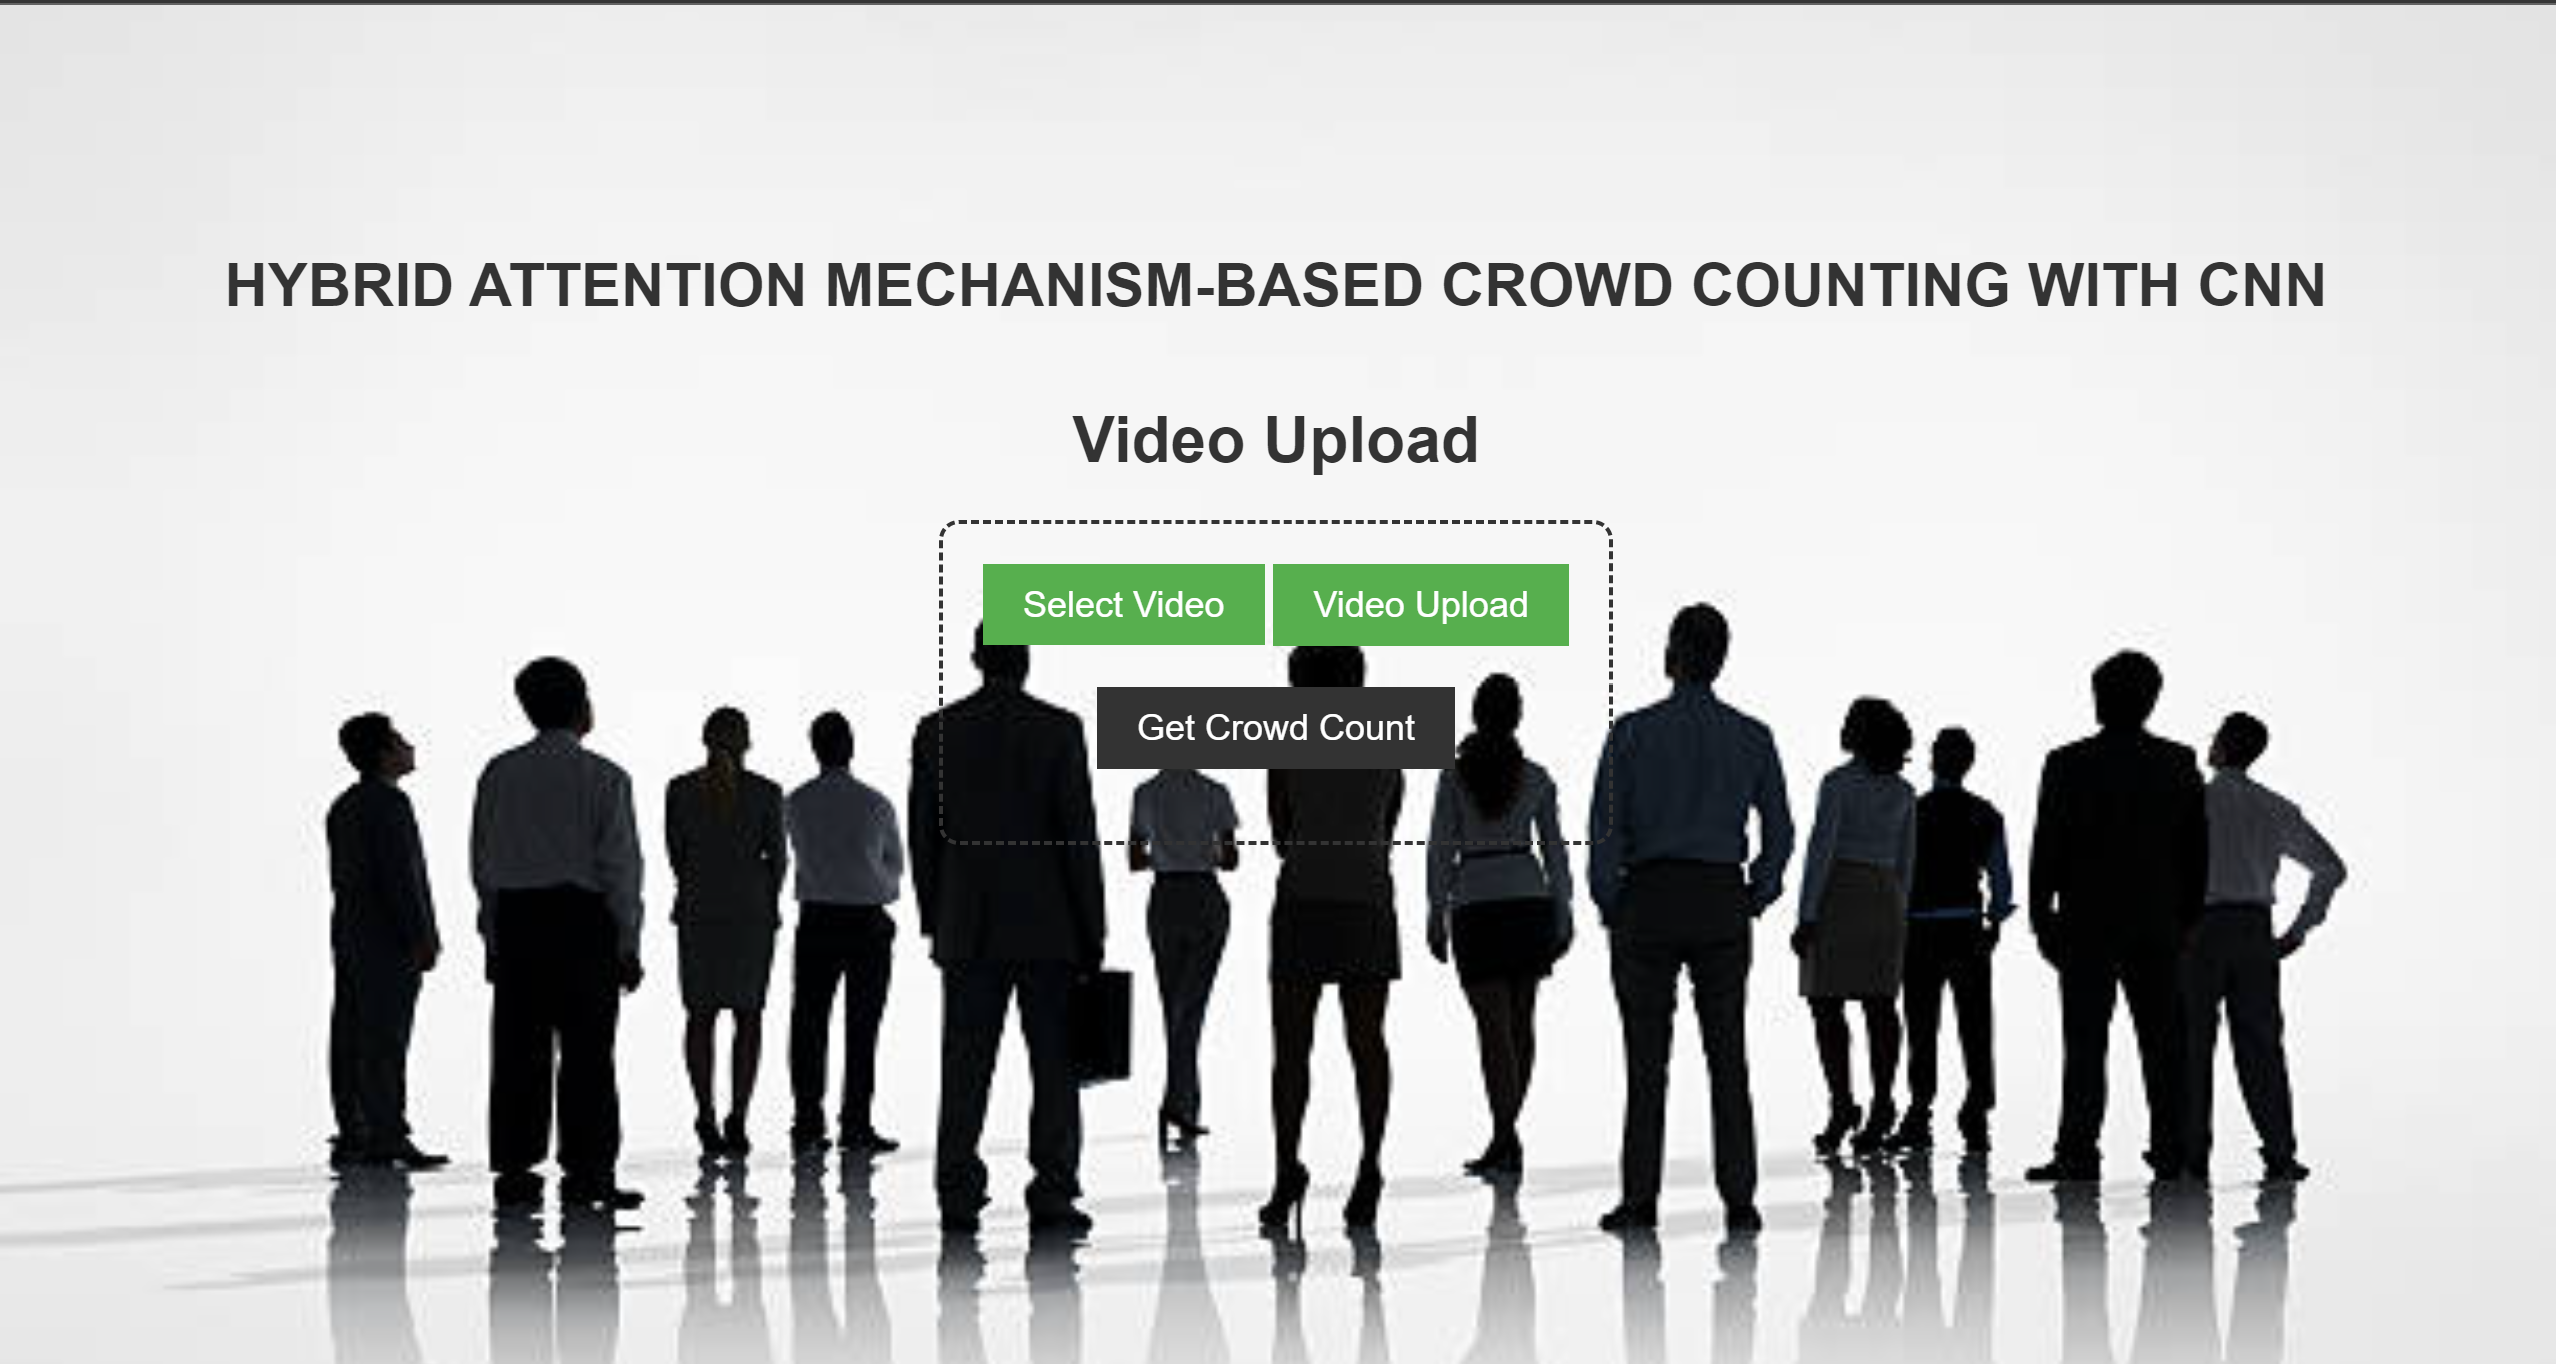 HYBRID ATTENTION MECHANISM-BASED CROWD COUNTING WITH CNN
Video Upload
Select Video
Video Upload
Get Crowd Count